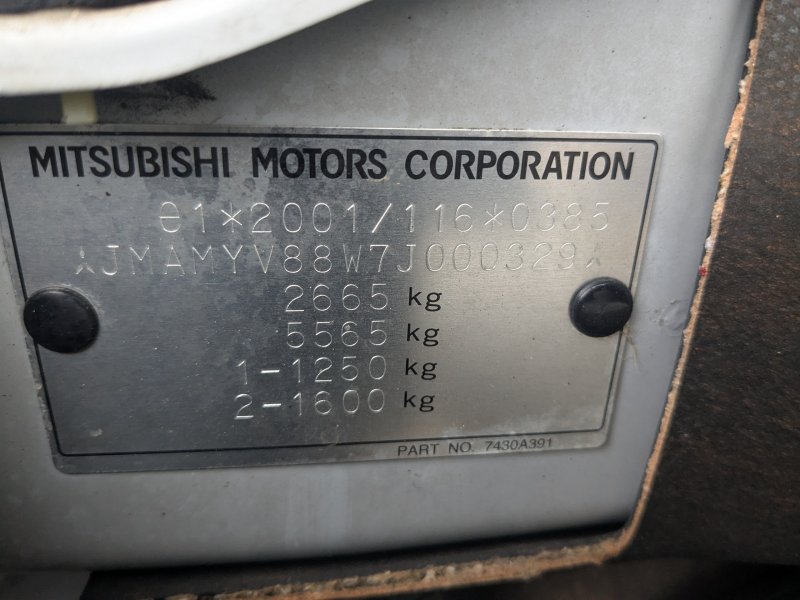 MITSUBISHI MOTORS CORPORATION
e1*2001/116*0385
*JMAMYV88W7J000329*
2665 kg
5565 kg
1-1250 kg
2-1600 kg
PART NO. 7430A391